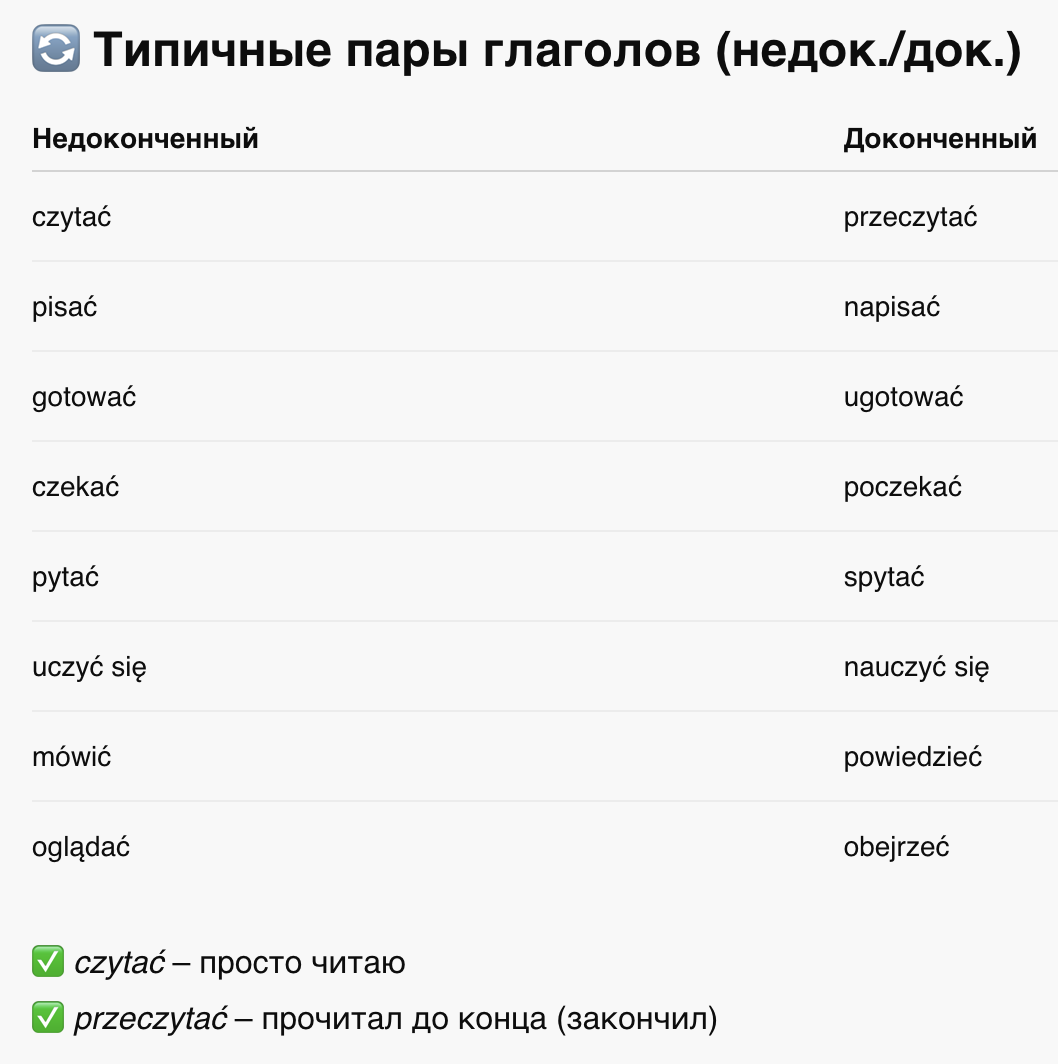 🔄 Типичные пары глаголов (недок./док.)
Недоконченный Доконченный
czytać przeczytać
pisać napisać
gotować ugotować
czekać poczekać
pytać spytać
uczyć się nauczyć się
mówić powiedzieć
oglądać obejrzeć
✅ czytać – просто читаю
✅ przeczytać – прочитал до конца (закончил)